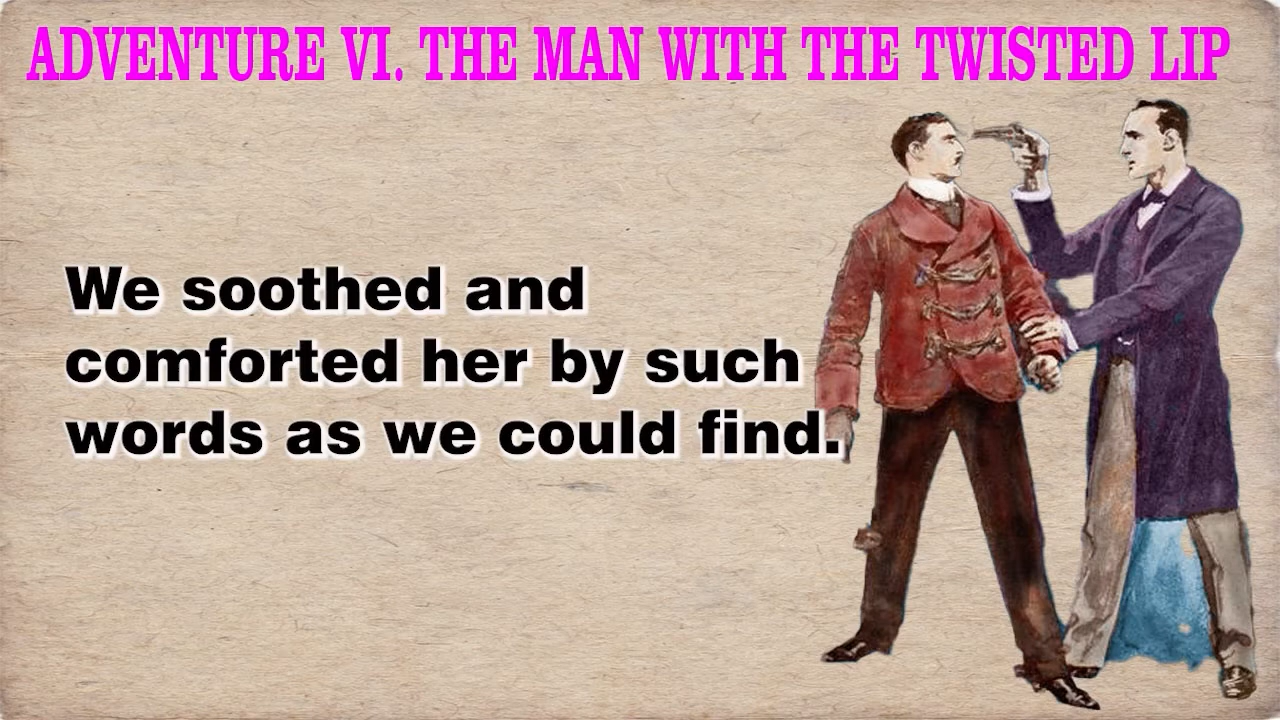 ADVENTURE VI. THE MAN WITH THE TWISTED LIP
We soothed and
comforted her by such
words as we could find.